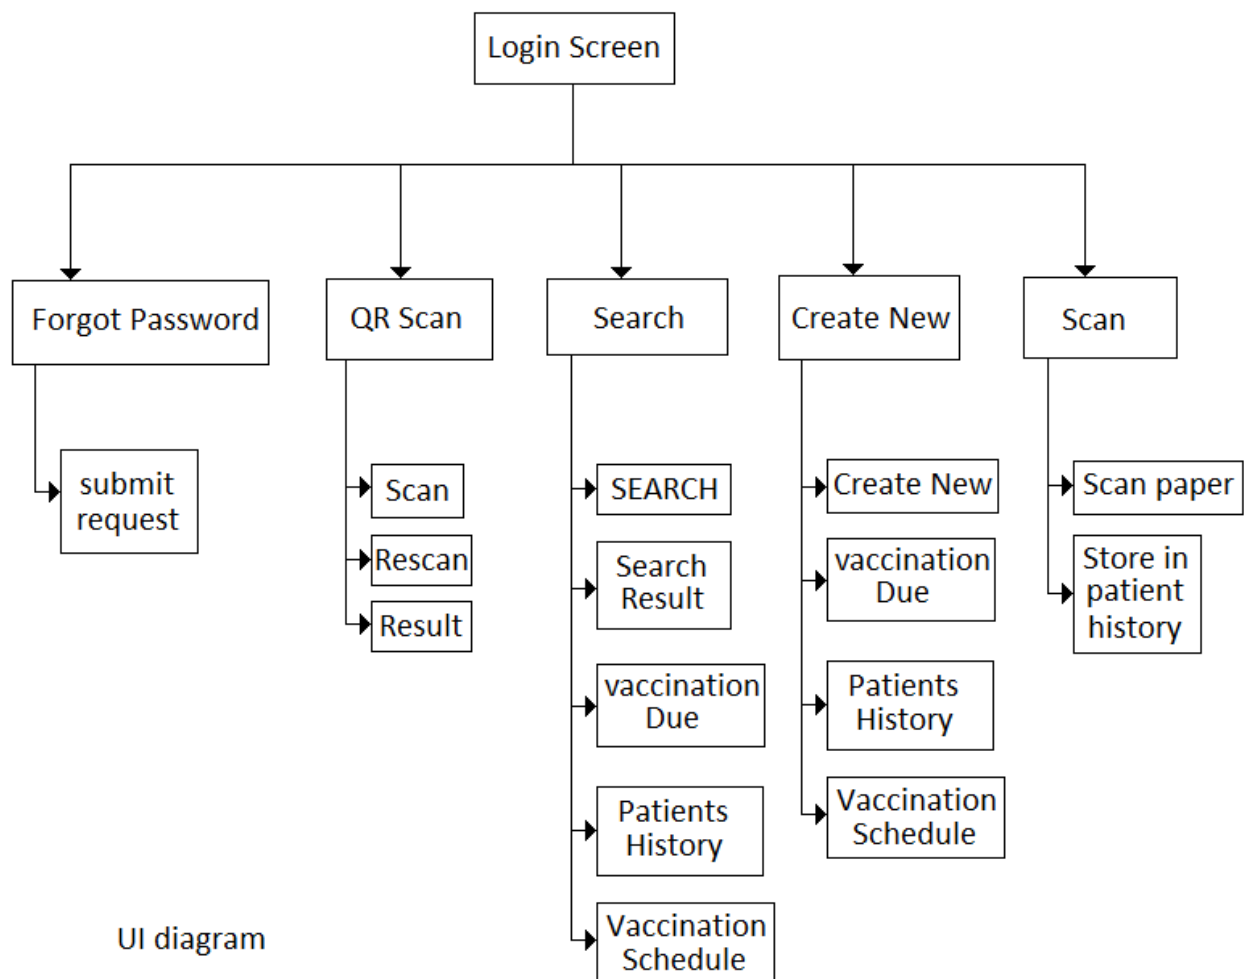 Login Screen
Forgot Password
QR Scan
Search
Create New
Scan
submit
request
Scan
Rescan
Result
SEARCH
Search
Result
vaccination
Due
Patients
History
Vaccination
Schedule
Create New
vaccination
Due
Patients
History
Vaccination
Schedule
Scan paper
Store in
patient
history
UI diagram